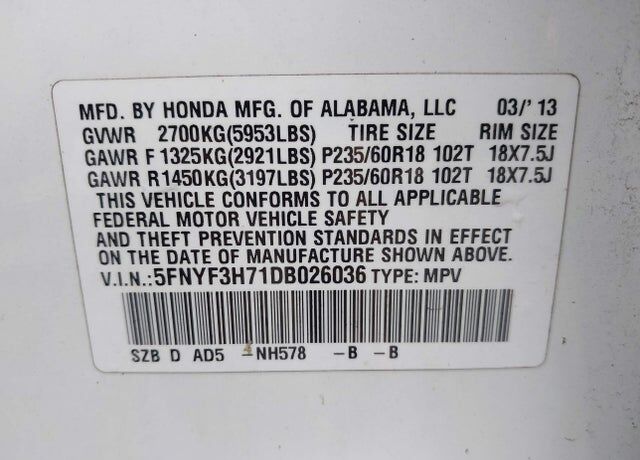 MFD. BY HONDA MFG. OF ALABAMA, LLC 03/'13
GVWR 2700KG(5953LBS) TIRE SIZE RIM SIZE
GAWR F 1325KG(2921LBS) P235/60R18 102T 18X7.5J
GAWR R 1450KG(3197LBS) P235/60R18 102T 18X7.5J
THIS VEHICLE CONFORMS TO ALL APPLICABLE
FEDERAL MOTOR VEHICLE SAFETY
AND THEFT PREVENTION STANDARDS IN EFFECT
ON THE DATE OF MANUFACTURE SHOWN ABOVE.
V.I.N.:5FNYF3H71DB026036 TYPE: MPV
SZB D AD5 NH578 –B –B